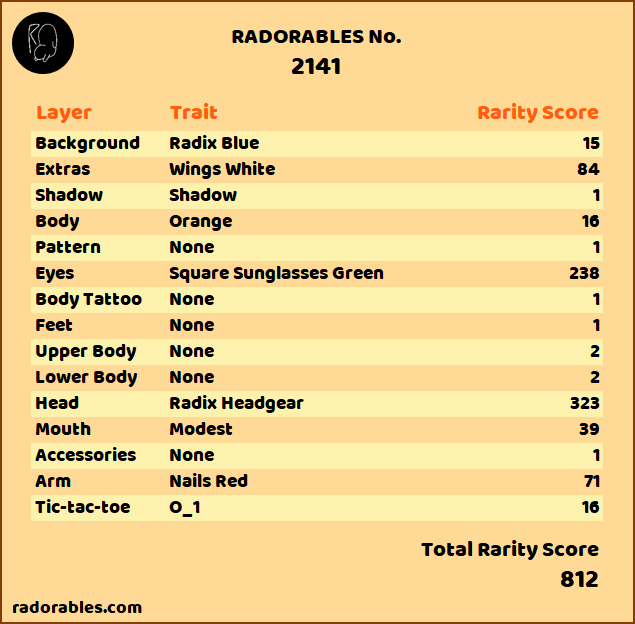 RADORABLES No.
2141
Layer Trait Rarity Score
Background Radix Blue 15
Extras Wings White 84
Shadow Shadow 1
Body Orange 16
Pattern None 1
Eyes Square Sunglasses Green 238
Body Tattoo None 1
Feet None 1
Upper Body None 2
Lower Body None 2
Head Radix Headgear 323
Mouth Modest 39
Accessories None 1
Arm Nails Red 71
Tic-tac-toe O_1 16
Total Rarity Score
812
radorables.com